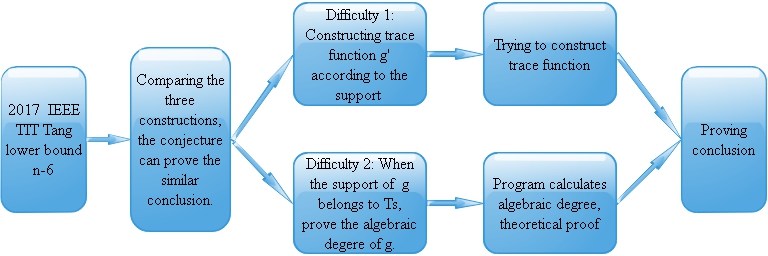 2017 IEEE
TIT Tang
lower bound
n-6
Comparing the
three
constructions,
the conjecture
can prove the
similar
conclusion.
Difficulty 1:
Constructing trace
function g'
according to the
support
Trying to construct
trace function
Difficulty 2: When
the support of g
belongs to Ts,
prove the algebraic
degere of g.
Program calculates
algebraic degree,
theoretical proof
Proving
conclusion